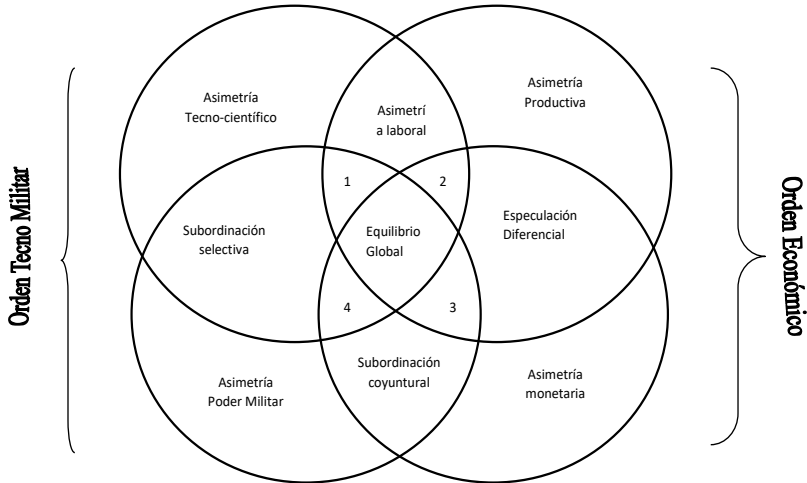 Orden Tecno Militar
Asimetría
Tecno-científico
Asimetrí
a laboral
Asimetría
Productiva
1
2
Subordinación
selectiva
Equilibrio
Global
Especulación
Diferencial
4
3
Asimetría
Poder Militar
Subordinación
coyuntural
Asimetría
monetaria
Orden Económico